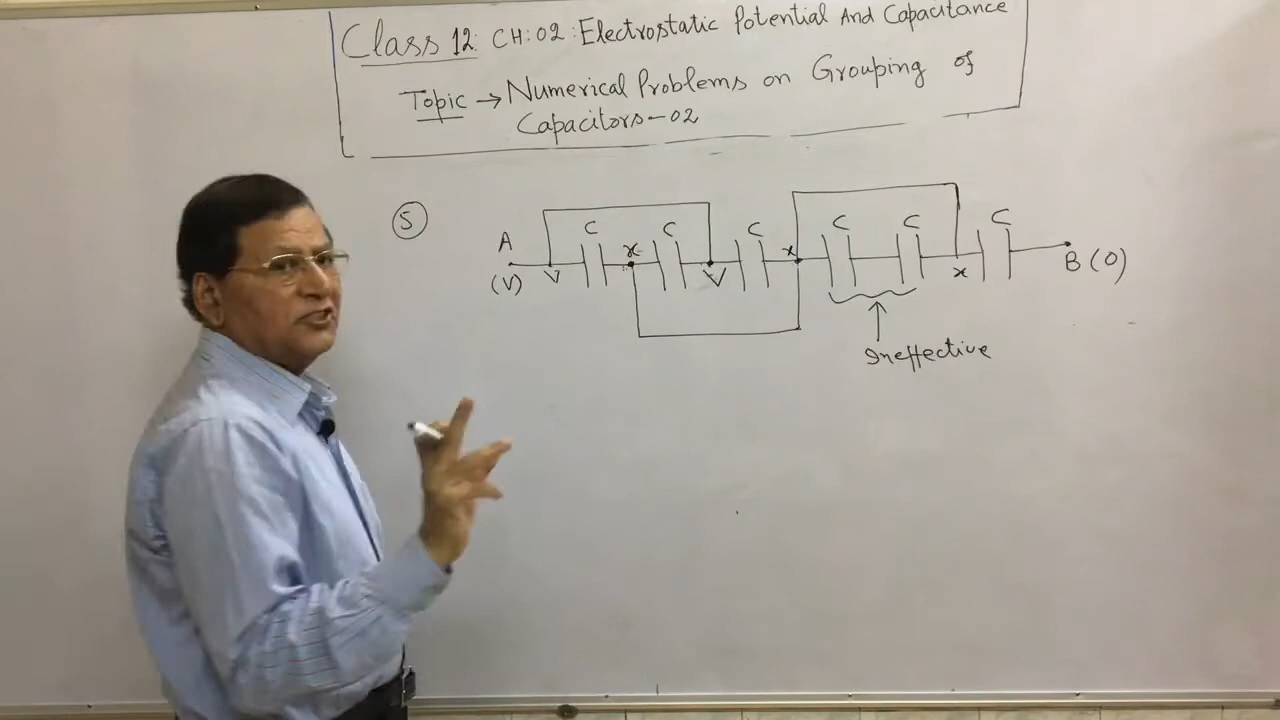 Class 12: CH:02: Electrostatic Potential And Capacitance
Topic → Numerical Problems on Grouping of
Capacitors-02
5
A C x C C x C C C
(V) V V x B (0)
Ineffective